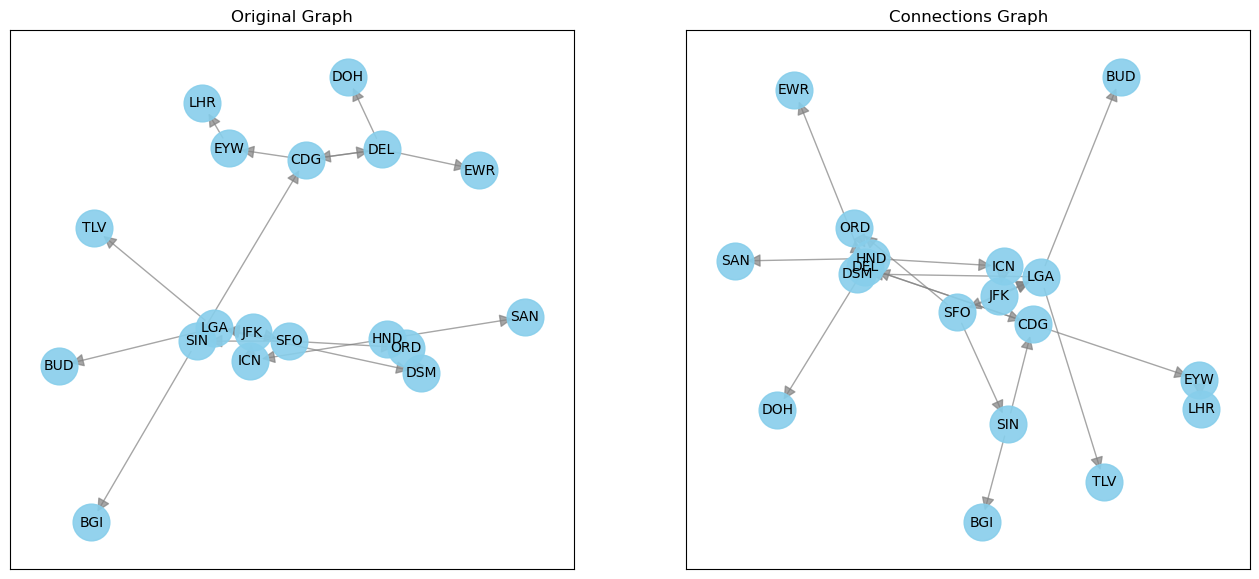 Original Graph
DOH
LHR
EYW
CDG
DEL
EWR
TLV
LGA
JFK
SIN
SFO
HND
ORD
SAN
ICN
BUD
DSM
BGI
Connections Graph
EWR
BUD
ORD
HND
SAN
DEL
DSM
ICN
LGA
JFK
SFO
CDG
EYW
LHR
DOH
SIN
TLV
BGI